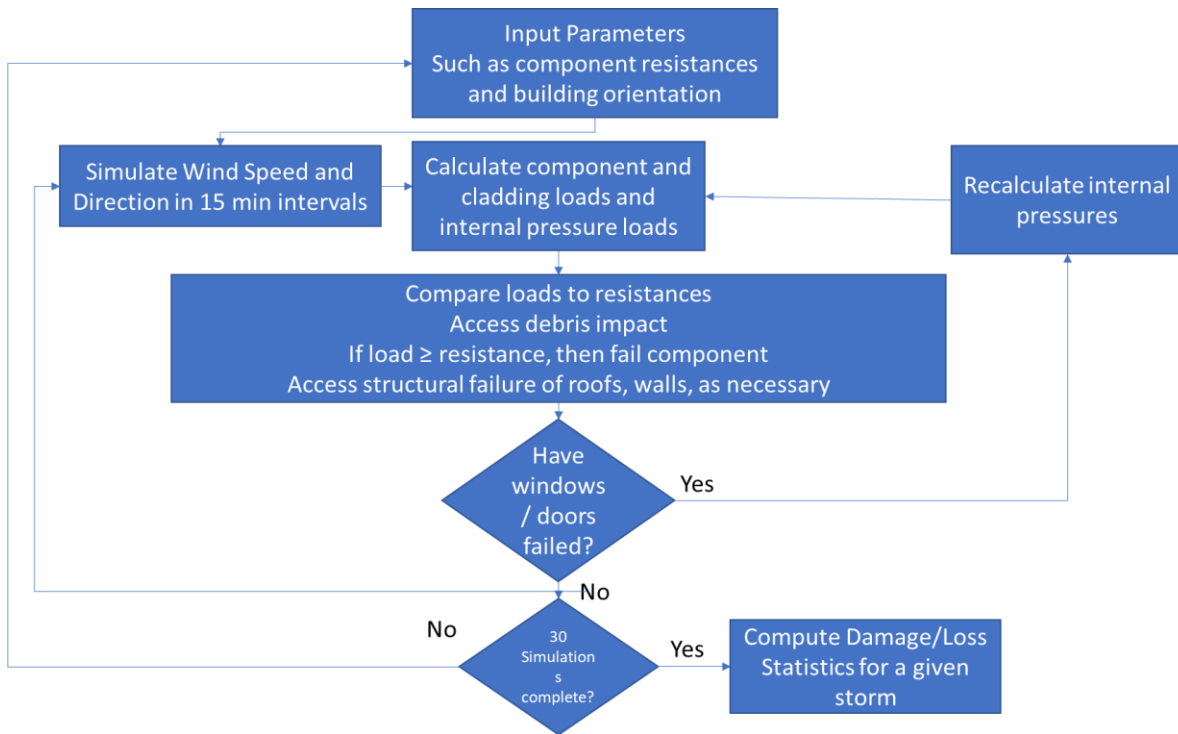 Input Parameters
Such as component resistances
and building orientation
Simulate Wind Speed and
Direction in 15 min intervals
Calculate component and
cladding loads and
internal pressure loads
Recalculate internal
pressures
Compare loads to resistances
Access debris impact
If load ≥ resistance, then fail component
Access structural failure of roofs, walls, as necessary
Have
windows
/ doors
failed?
Yes
No
No
30
Simulation
s
complete?
Yes
Compute Damage/Loss
Statistics for a given
storm